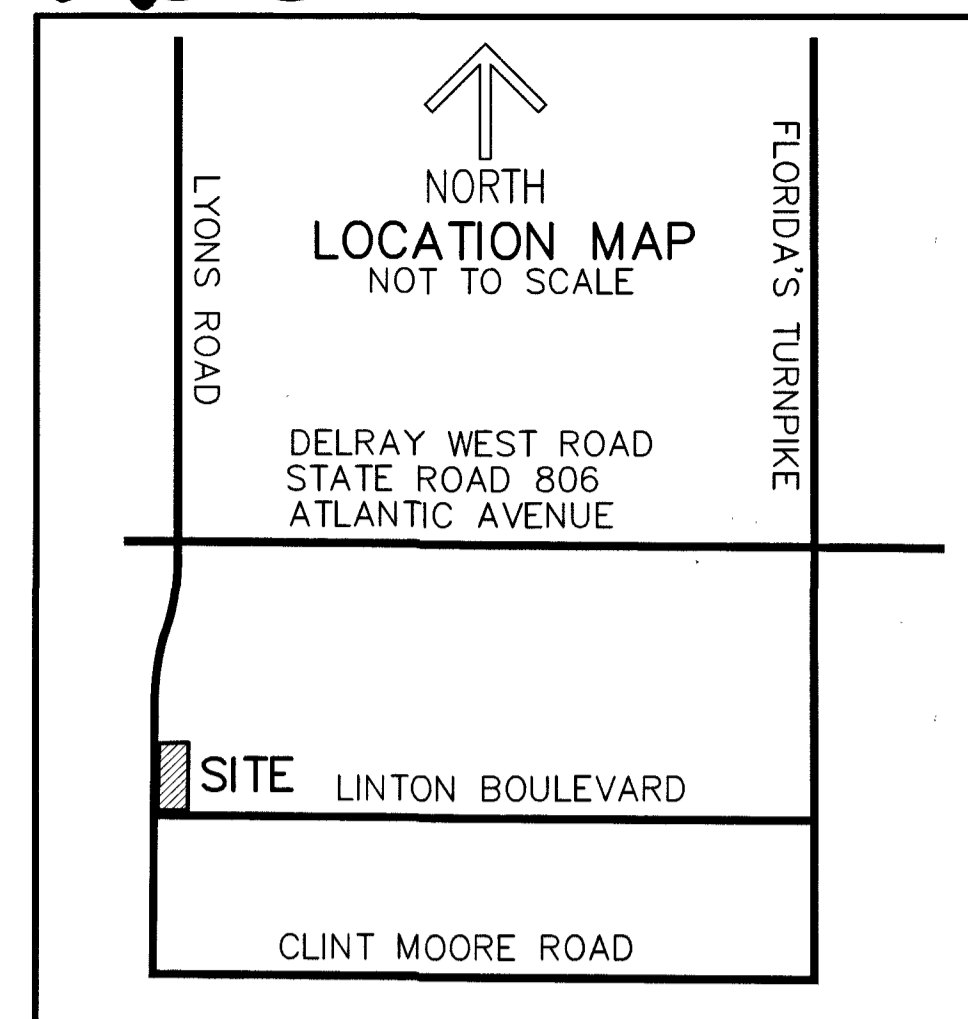 NORTH
LOCATION MAP
NOT TO SCALE
LYONS ROAD
FLORIDA'S TURNPIKE
DELRAY WEST ROAD
STATE ROAD 806
ATLANTIC AVENUE
SITE
LINTON BOULEVARD
CLINT MOORE ROAD